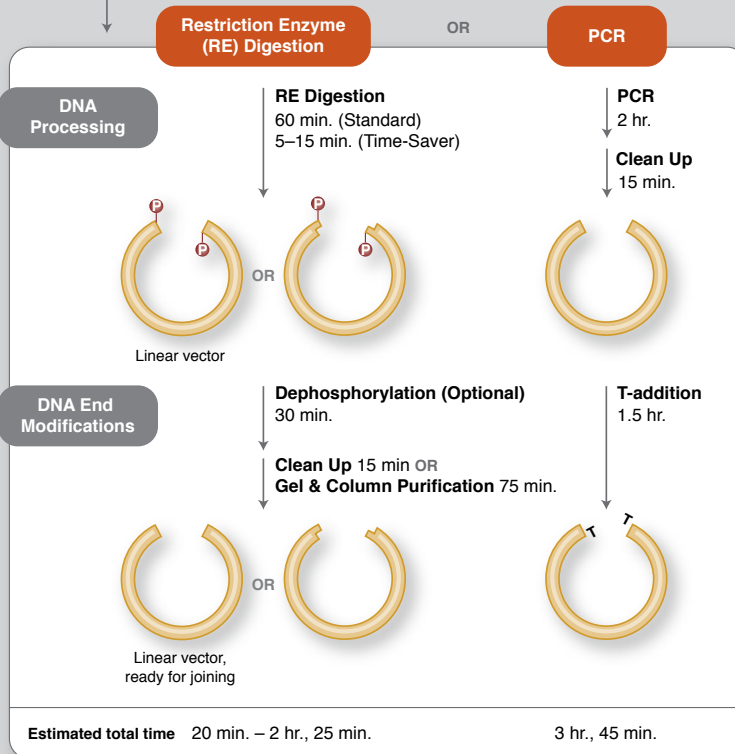 Restriction Enzyme
(RE) Digestion
OR
PCR
DNA
Processing
RE Digestion
60 min. (Standard)
5–15 min. (Time-Saver)
PCR
2 hr.
Clean Up
15 min.
P
P
P
P
OR
Linear vector
DNA End
Modifications
Dephosphorylation (Optional)
30 min.
T-addition
1.5 hr.
Clean Up 15 min OR
Gel & Column Purification 75 min.
T
T
OR
Linear vector,
ready for joining
Estimated total time 20 min. – 2 hr., 25 min. 3 hr., 45 min.